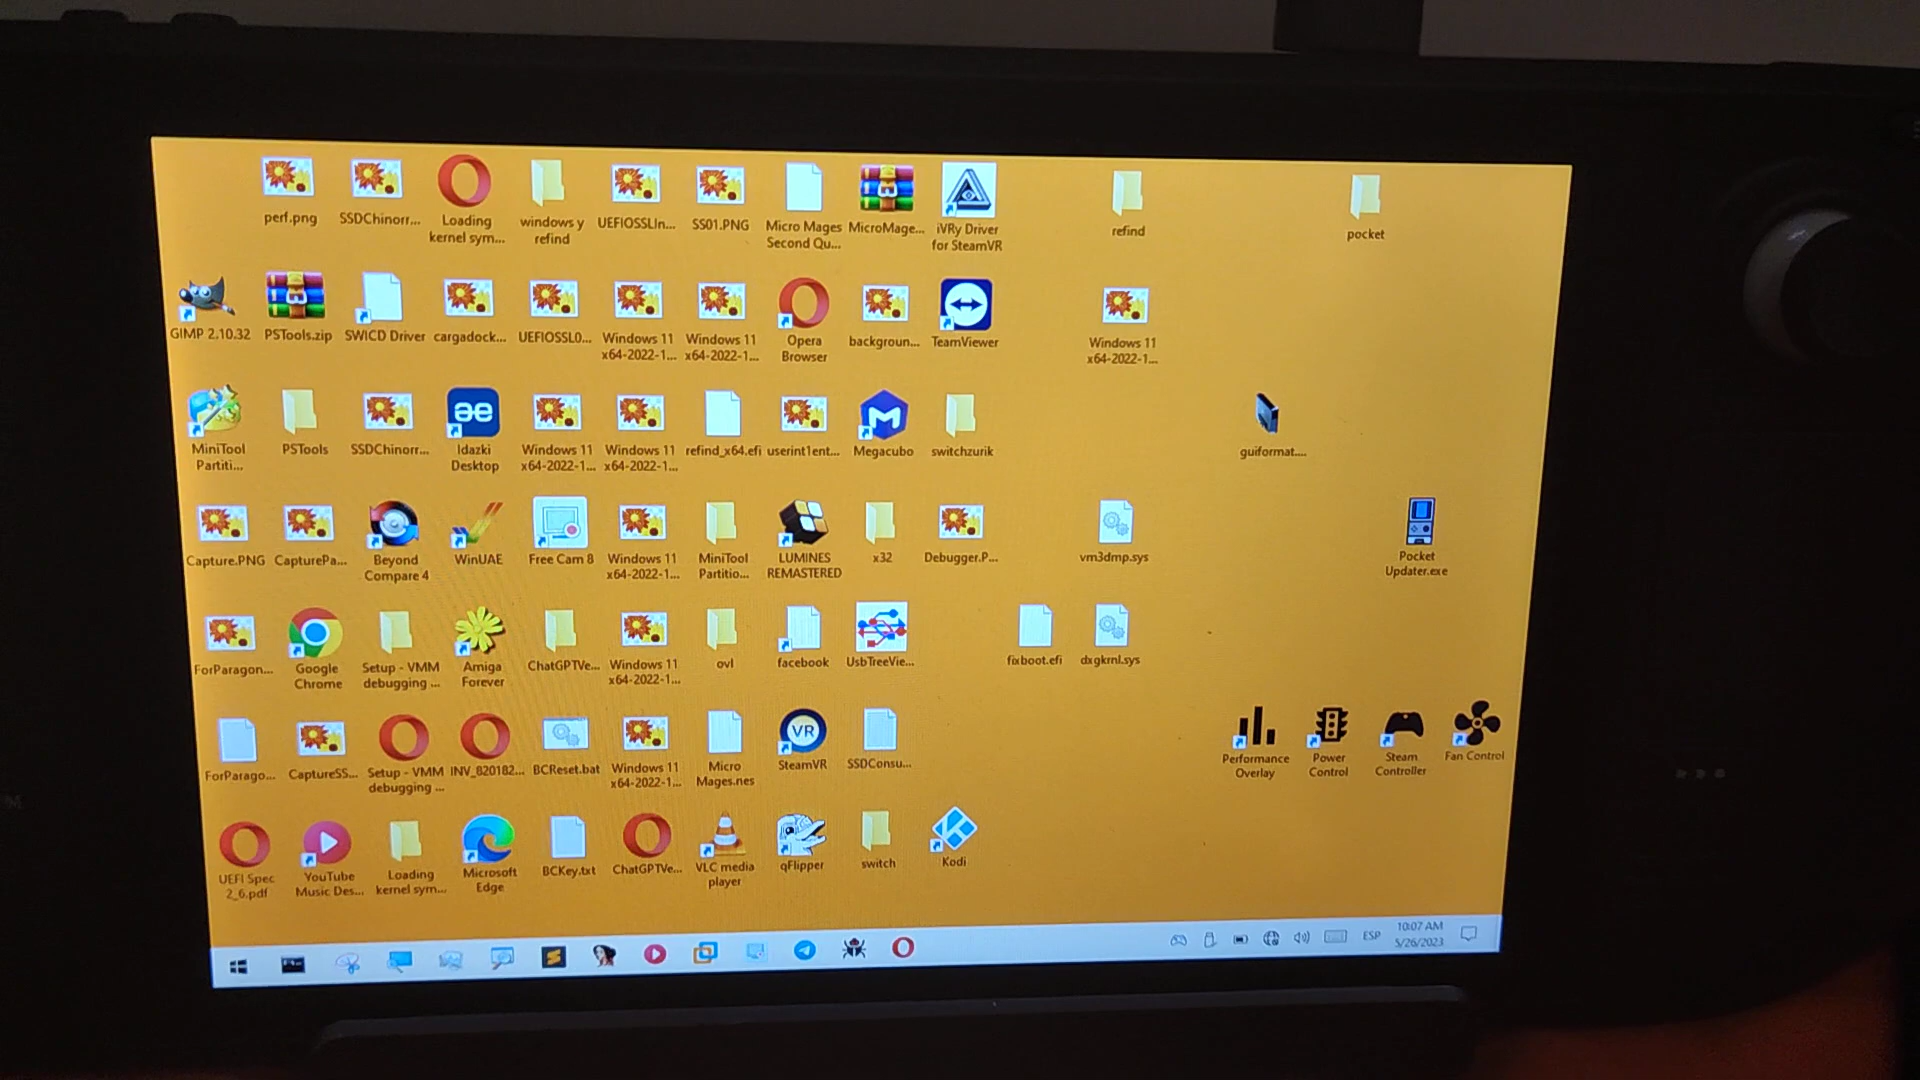 perf.png
SSDChinorr...
Loading
kernel sym...
windows y
refind
UEFIOSSLIn...
SS01.PNG
Micro Mages
Second Qu...
MicroMage...
iVRy Driver
for SteamVR
refind
pocket
GIMP 2.10.32
PSTools.zip
SWICD Driver
cargadock...
UEFIOSSL0...
Windows 11
x64-2022-1...
Windows 11
x64-2022-1...
Opera
Browser
backgroun...
TeamViewer
Windows 11
x64-2022-1...
MiniTool
Partiti...
PSTools
SSDChinorr...
æe
Idazki
Desktop
Windows 11
x64-2022-1...
Windows 11
x64-2022-1...
refind_x64.efi
userint1ent...
Megacubo
switchzurik
guiformat....
Capture.PNG
CapturePa...
Beyond
Compare 4
WinUAE
Free Cam 8
Windows 11
x64-2022-1...
MiniTool
Partitio...
LUMINES
REMASTERED
x32
Debugger.P...
vm3dmp.sys
Pocket
Updater.exe
ForParagon...
Google
Chrome
Setup - VMM
debugging ...
Amiga
Forever
ChatGPTVe...
Windows 11
x64-2022-1...
ovl
facebook
UsbTreeVie...
fixboot.efi
dxgkrnl.sys
ForParago...
CaptureSS...
Setup - VMM
debugging ...
INV_820182...
BCReset.bat
Windows 11
x64-2022-1...
Micro
Mages.nes
VR
SteamVR
SSDConsu...
Performance
Overlay
Power
Control
Steam
Controller
Fan Control
UEFI Spec
2_6.pdf
YouTube
Music Des...
Loading
kernel sym...
Microsoft
Edge
BCKey.txt
ChatGPTVe...
VLC media
player
qFlipper
switch
Kodi
ESP
10:07 AM
5/26/2023